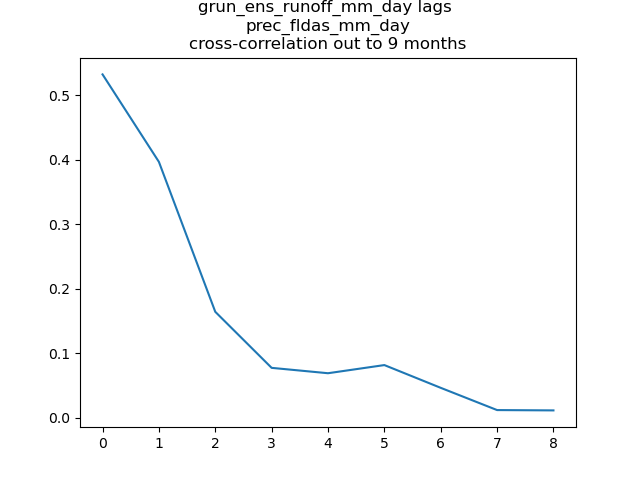 grun_ens_runoff_mm_day lags
prec_fldas_mm_day
cross-correlation out to 9 months
0.5
0.4
0.3
0.2
0.1
0.0
0 1 2 3 4 5 6 7 8